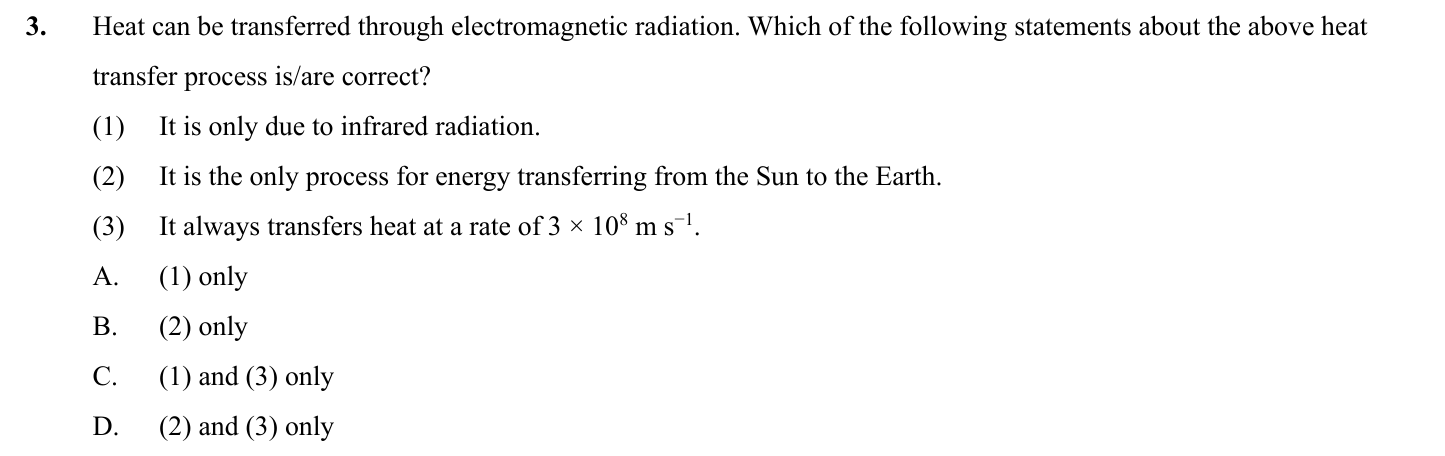 3. Heat can be transferred through electromagnetic radiation. Which of the following statements about the above heat
transfer process is/are correct?
(1) It is only due to infrared radiation.
(2) It is the only process for energy transferring from the Sun to the Earth.
(3) It always transfers heat at a rate of 3 × 10⁸ m s⁻¹.
A. (1) only
B. (2) only
C. (1) and (3) only
D. (2) and (3) only